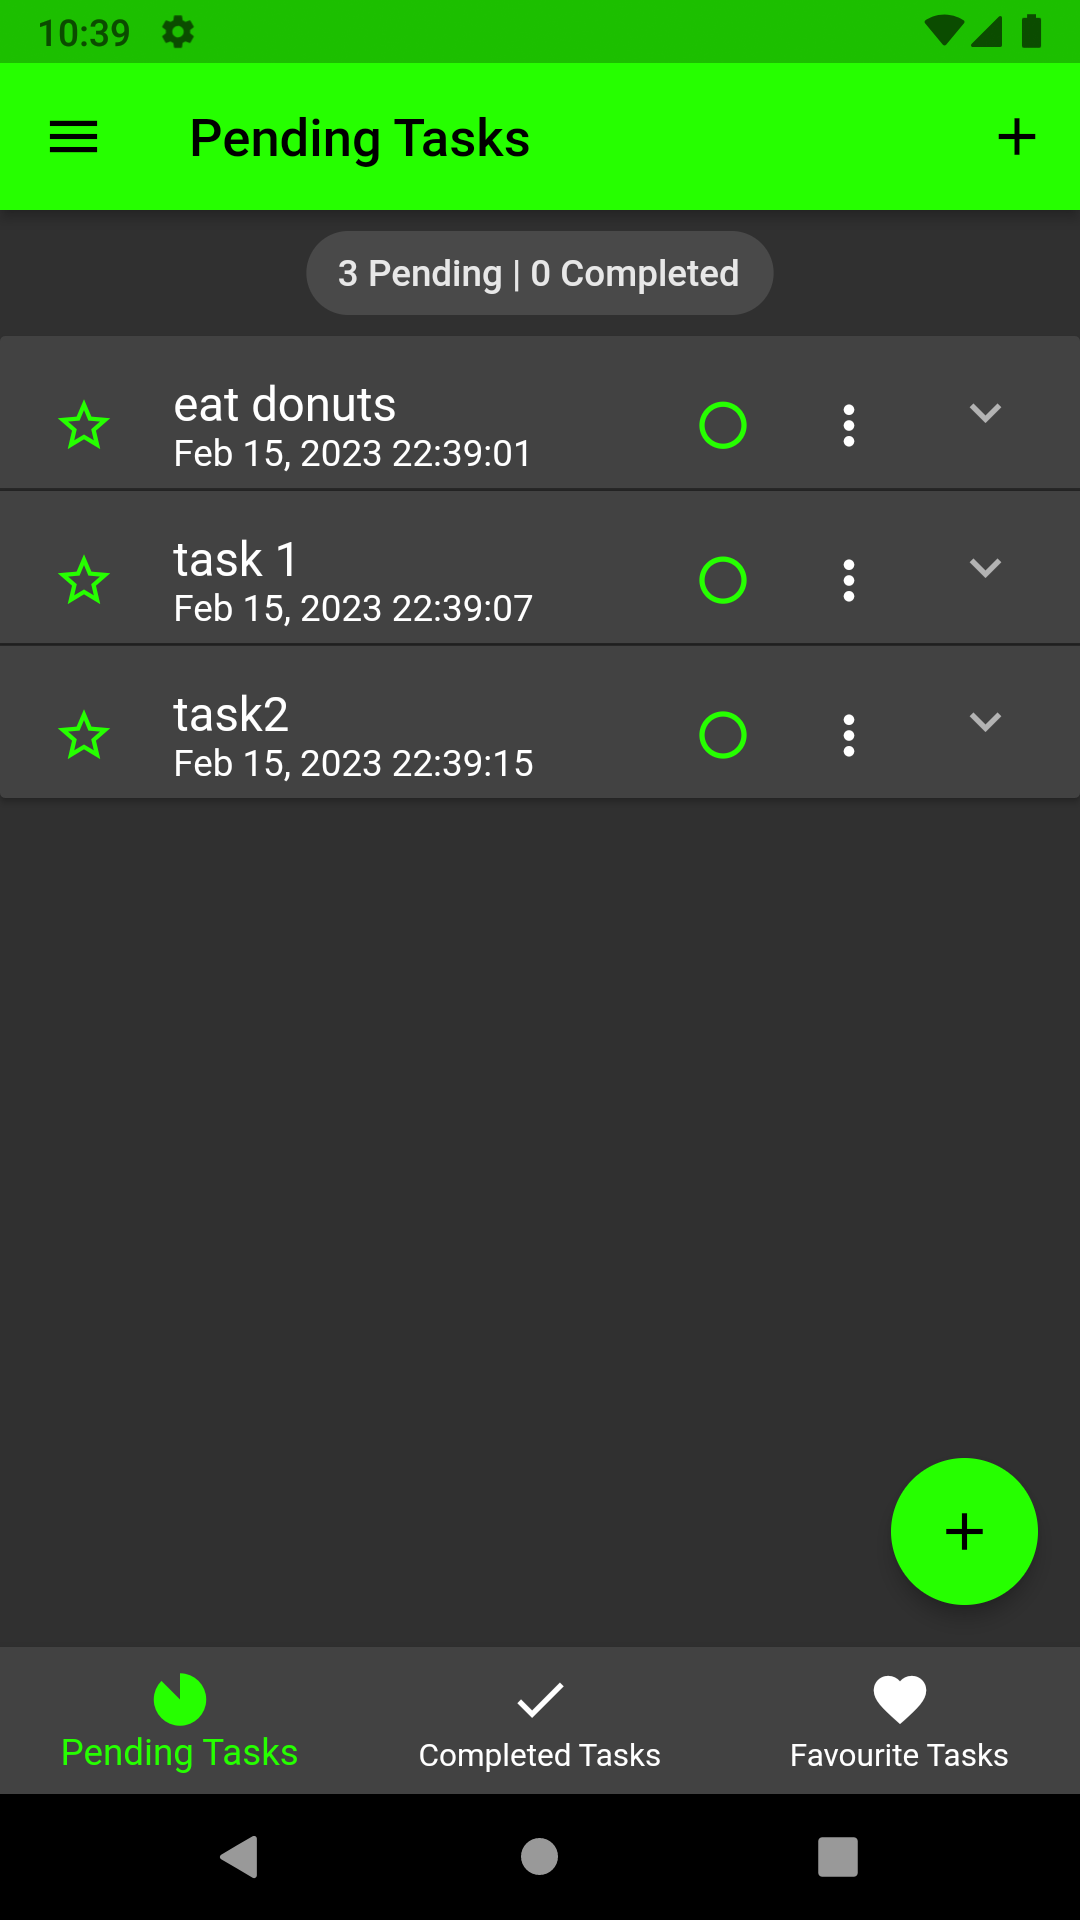 10:39
Pending Tasks
3 Pending | 0 Completed
eat donuts
Feb 15, 2023 22:39:01
task 1
Feb 15, 2023 22:39:07
task2
Feb 15, 2023 22:39:15
Pending Tasks
Completed Tasks
Favourite Tasks